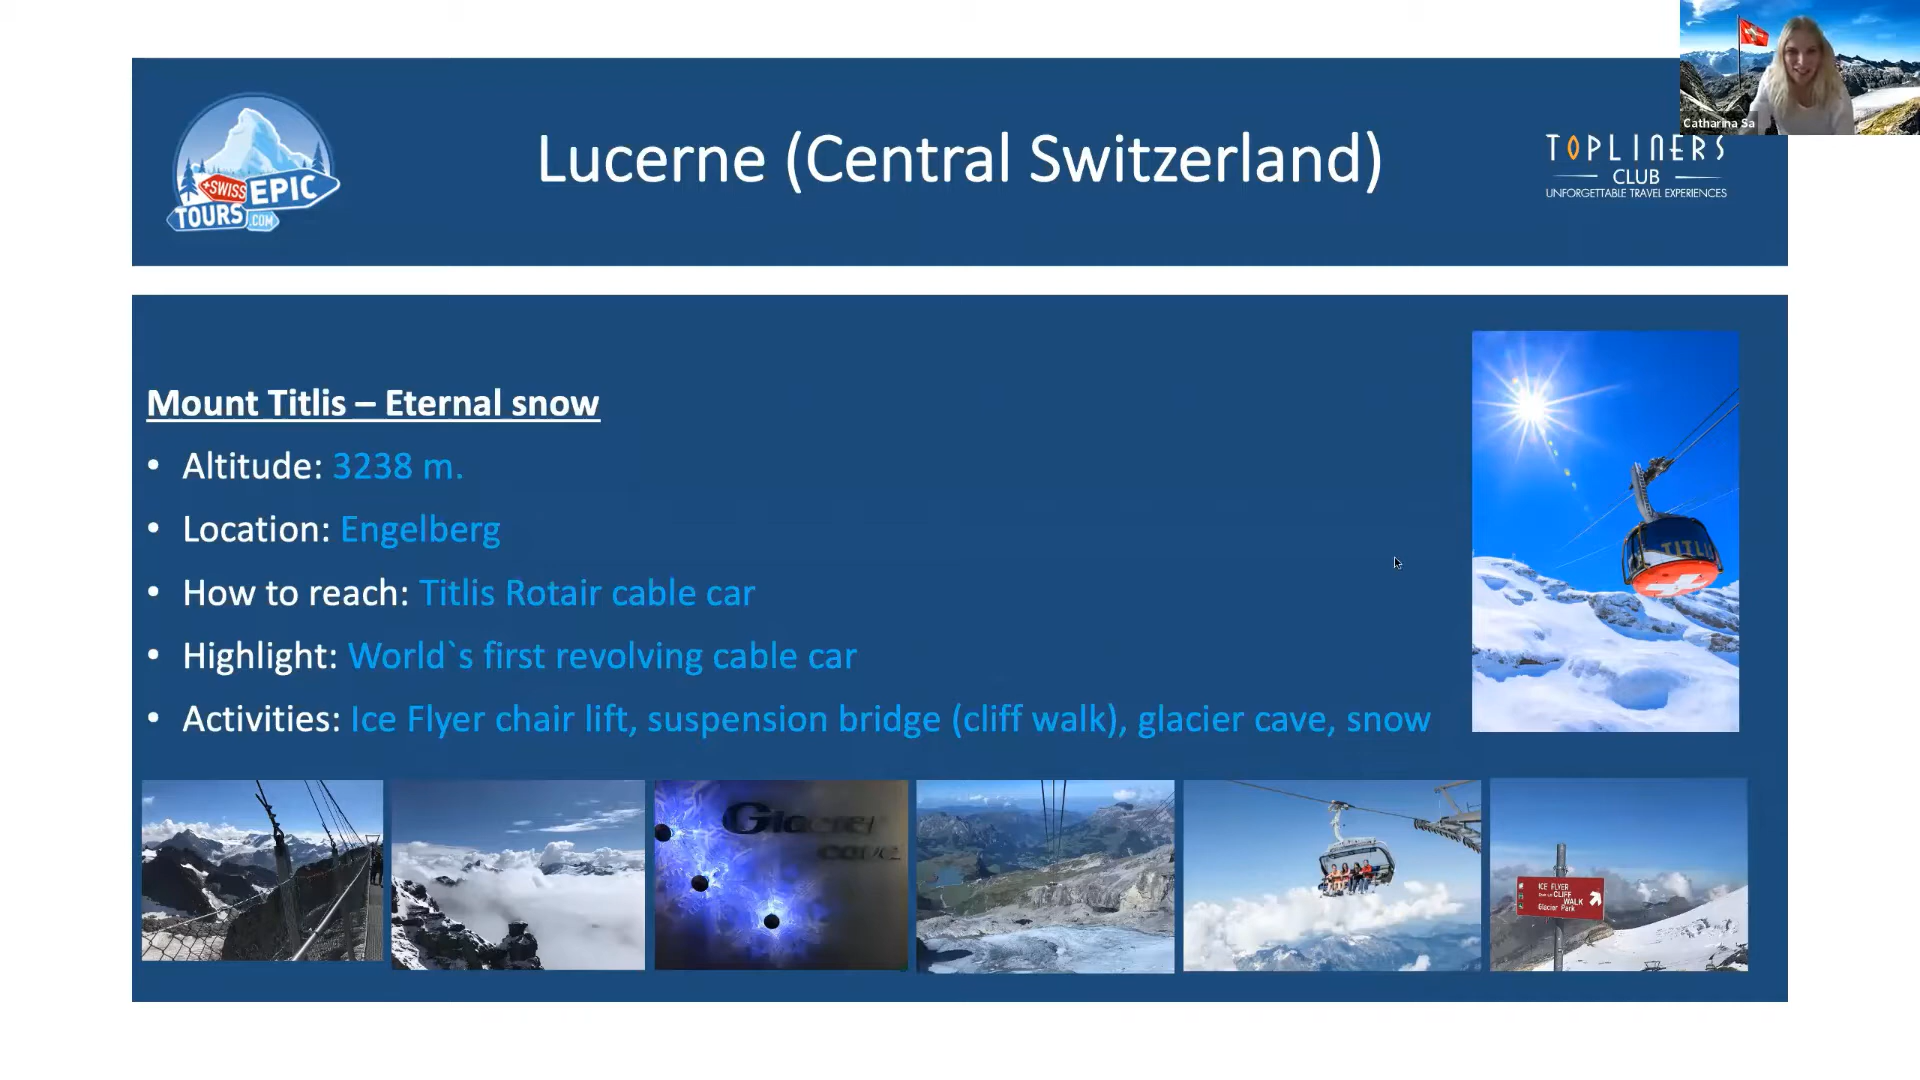 Catharina Sa
Lucerne (Central Switzerland)
SWISS
EPIC
TOURS
.COM
TOPLINERS
CLUB
UNFORGETTABLE TRAVEL EXPERIENCES
Mount Titlis – Eternal snow
• Altitude: 3238 m.
• Location: Engelberg
• How to reach: Titlis Rotair cable car
• Highlight: World`s first revolving cable car
• Activities: Ice Flyer chair lift, suspension bridge (cliff walk), glacier cave, snow
TITLIS
Glacier
cave
ICE FLYER
CLIFF
WALK
Glacier Park